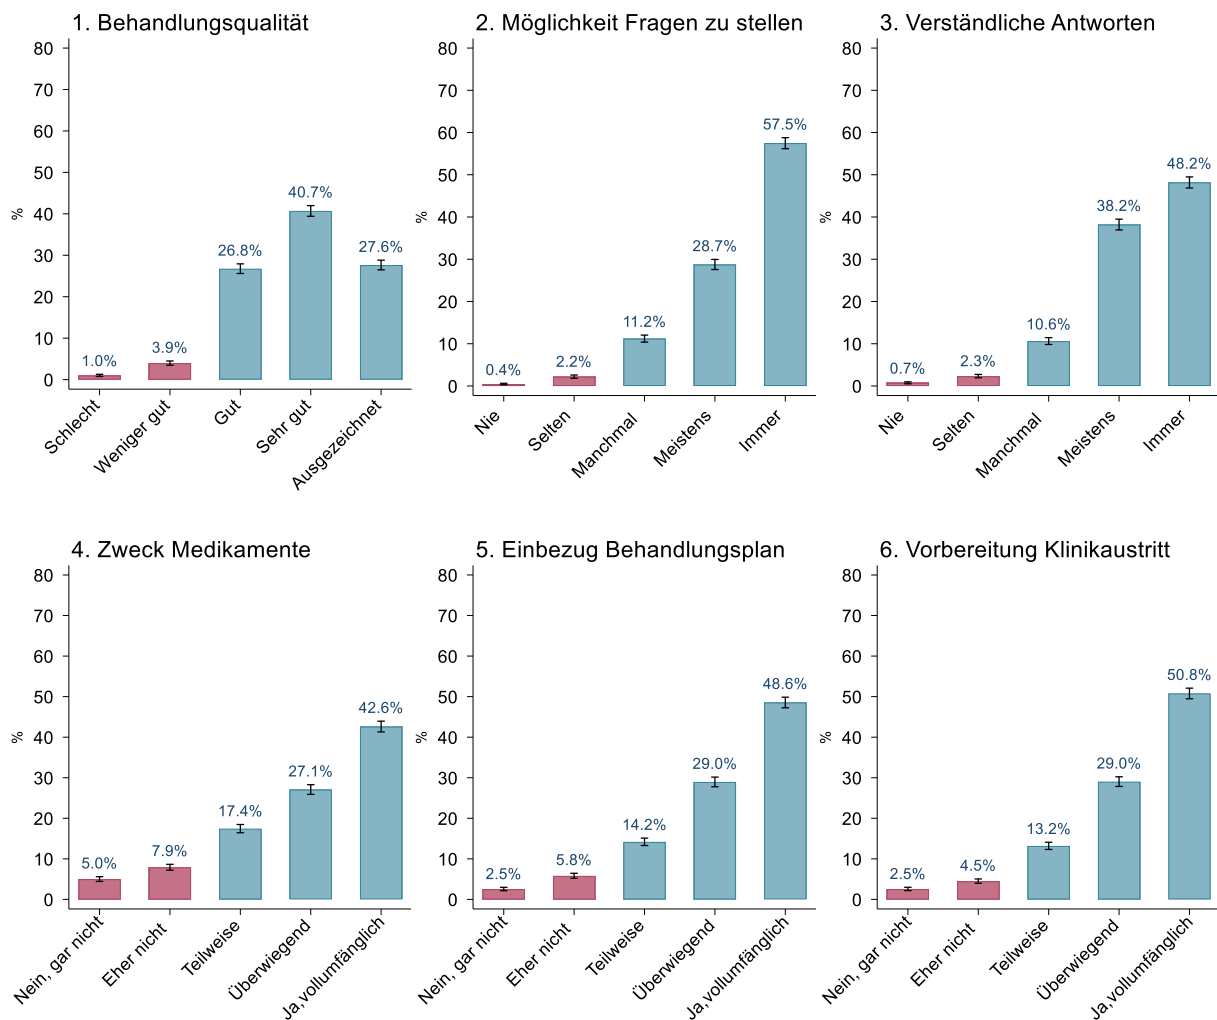 1. Behandlungsqualität
80
70
60
50
40
30
20
10
0
%
1.0%
3.9%
26.8%
40.7%
27.6%
Schlecht
Weniger gut
Gut
Sehr gut
Ausgezeichnet
2. Möglichkeit Fragen zu stellen
80
70
60
50
40
30
20
10
0
%
0.4%
2.2%
11.2%
28.7%
57.5%
Nie
Selten
Manchmal
Meistens
Immer
3. Verständliche Antworten
80
70
60
50
40
30
20
10
0
%
0.7%
2.3%
10.6%
38.2%
48.2%
Nie
Selten
Manchmal
Meistens
Immer
4. Zweck Medikamente
80
70
60
50
40
30
20
10
0
%
5.0%
7.9%
17.4%
27.1%
42.6%
Nein, gar nicht
Eher nicht
Teilweise
Überwiegend
Ja,vollumfänglich
5. Einbezug Behandlungsplan
80
70
60
50
40
30
20
10
0
%
2.5%
5.8%
14.2%
29.0%
48.6%
Nein, gar nicht
Eher nicht
Teilweise
Überwiegend
Ja,vollumfänglich
6. Vorbereitung Klinikaustritt
80
70
60
50
40
30
20
10
0
%
2.5%
4.5%
13.2%
29.0%
50.8%
Nein, gar nicht
Eher nicht
Teilweise
Überwiegend
Ja,vollumfänglich